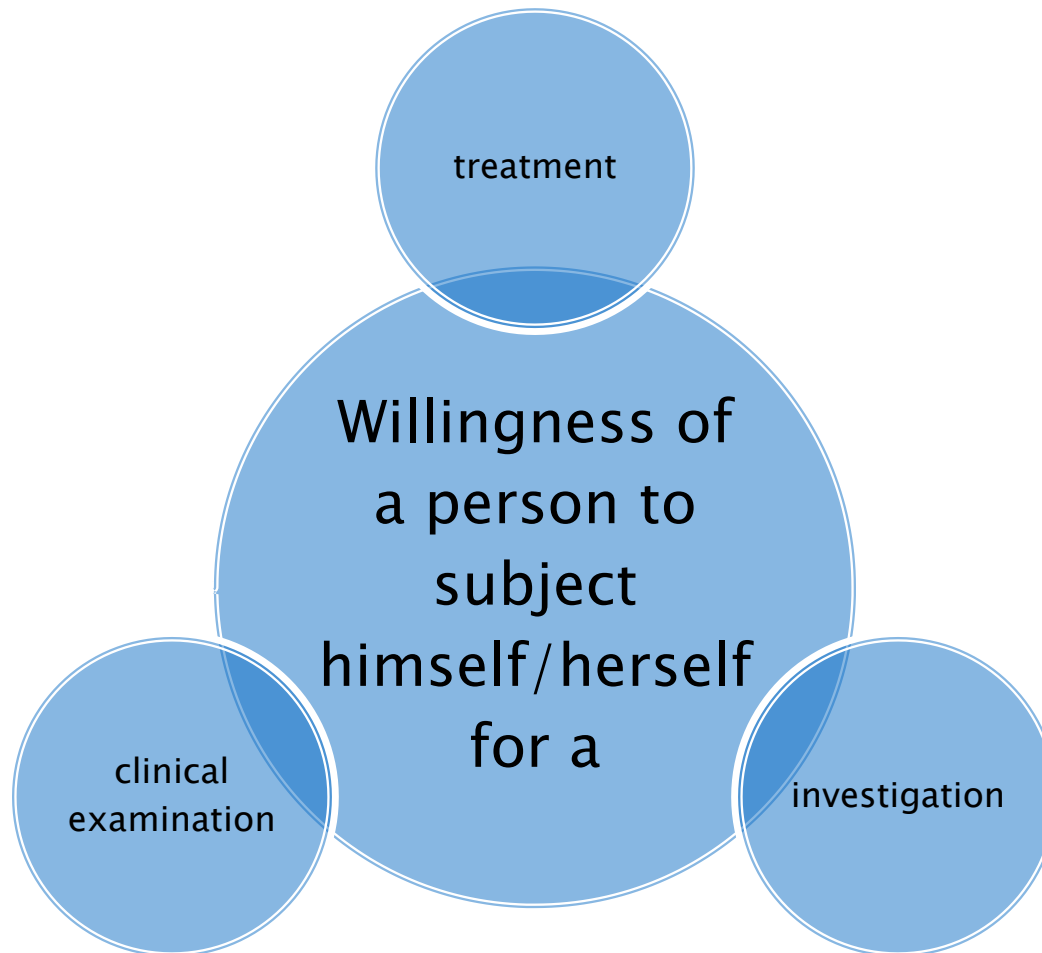 treatment
Willingness of
a person to
subject
himself/herself
for a
clinical
examination
investigation